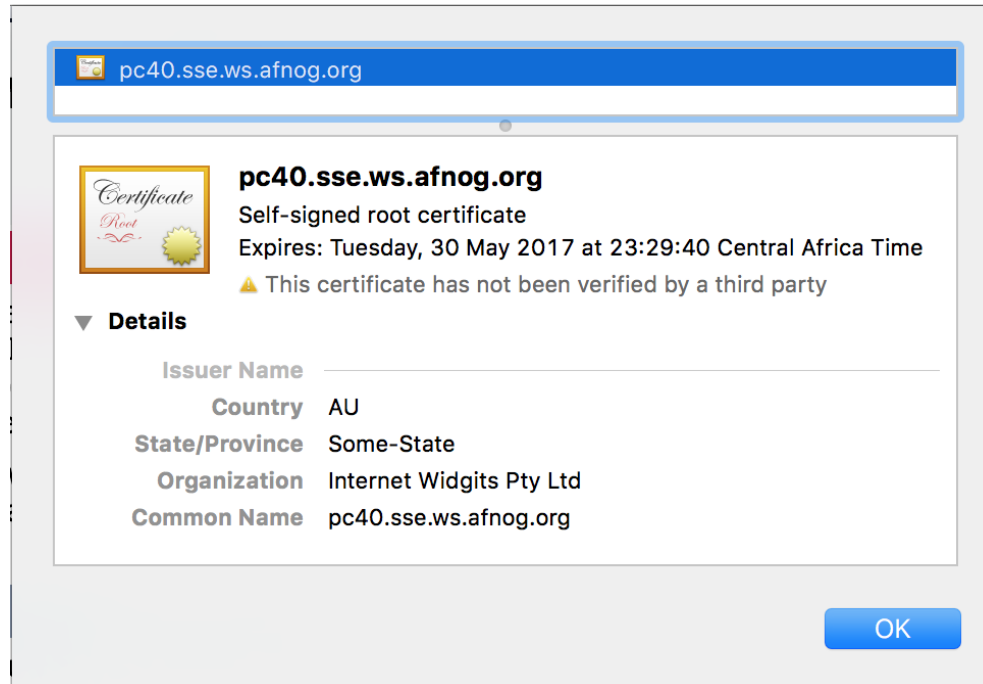 pc40.sse.ws.afnog.org
Certificate
Root
pc40.sse.ws.afnog.org
Self-signed root certificate
Expires: Tuesday, 30 May 2017 at 23:29:40 Central Africa Time
This certificate has not been verified by a third party
Details
Issuer Name
Country AU
State/Province Some-State
Organization Internet Widgits Pty Ltd
Common Name pc40.sse.ws.afnog.org
OK